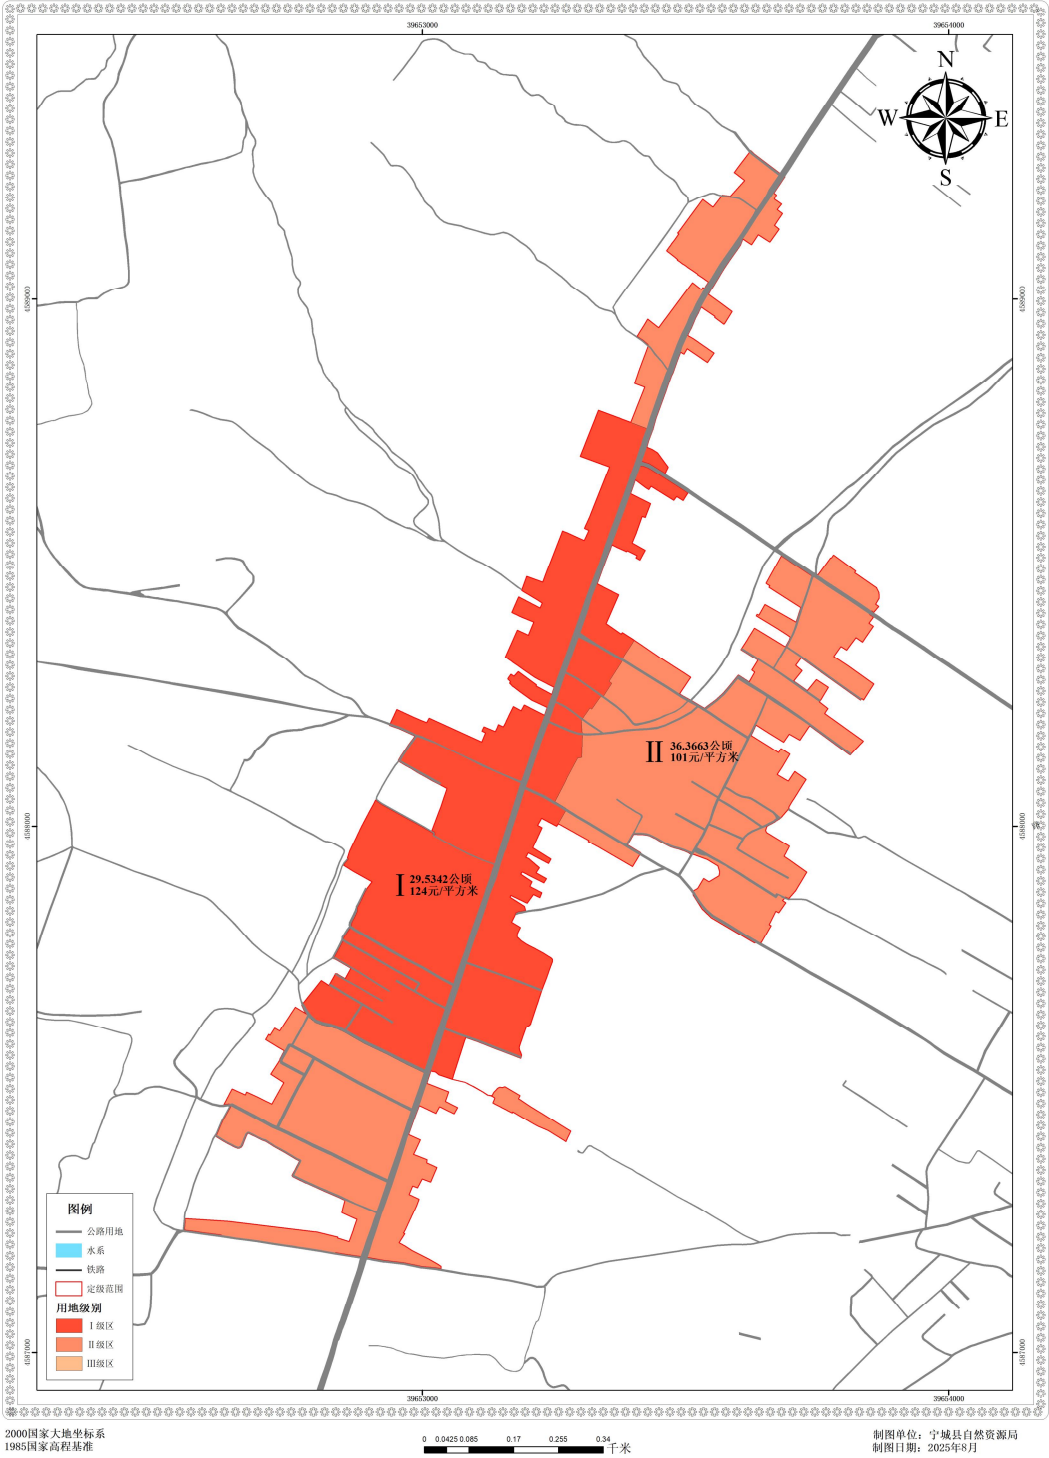 39653000
39654000
N
W
E
S
4589000
4589000
II
36.3663公顷
101元/平方米
4588000
I
29.5342公顷
124元/平方米
图例
公路用地
水系
铁路
定级范围
用地级别
I级区
II级区
III级区
4587000
4587000
39653000
39654000
2000国家大地坐标系
1985国家高程基准
0 0.0425 0.085 0.17 0.255 0.34
千米
制图单位：宁城县自然资源局
制图日期：2025年8月